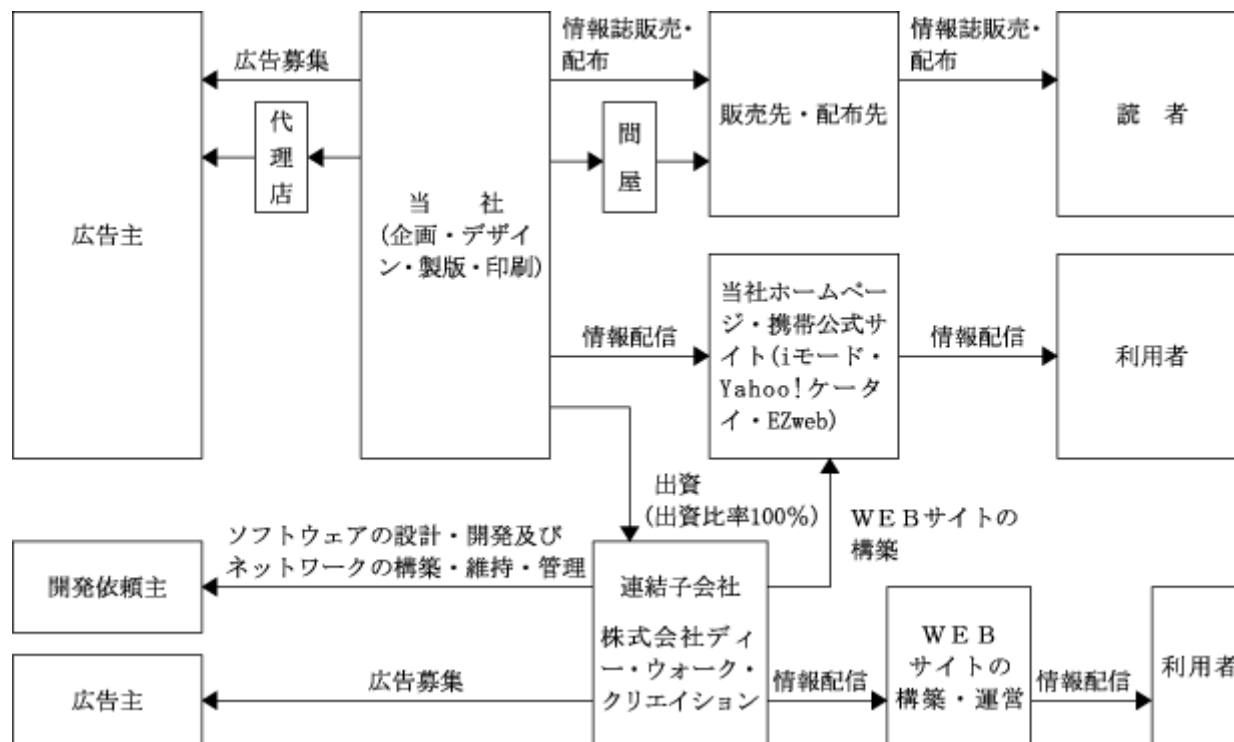 広告主
広告募集
代
理
店
当　　社
(企画・デザイ
ン・製版・印刷)
情報誌販売・
配布
問
屋
販売先・配布先
情報誌販売・
配布
読　者
情報配信
当社ホームペー
ジ・携帯公式サ
イト(iモード・
Yahoo!ケータ
イ・EZweb)
情報配信
利用者
出資
(出資比率100%)
WEBサイトの
構築
ソフトウェアの設計・開発及び
ネットワークの構築・維持・管理
開発依頼主
連結子会社
株式会社ディ
ー・ウォーク・
クリエイション
広告募集
広告主
情報配信
WEB
サイトの
構築・運営
情報配信
利用者